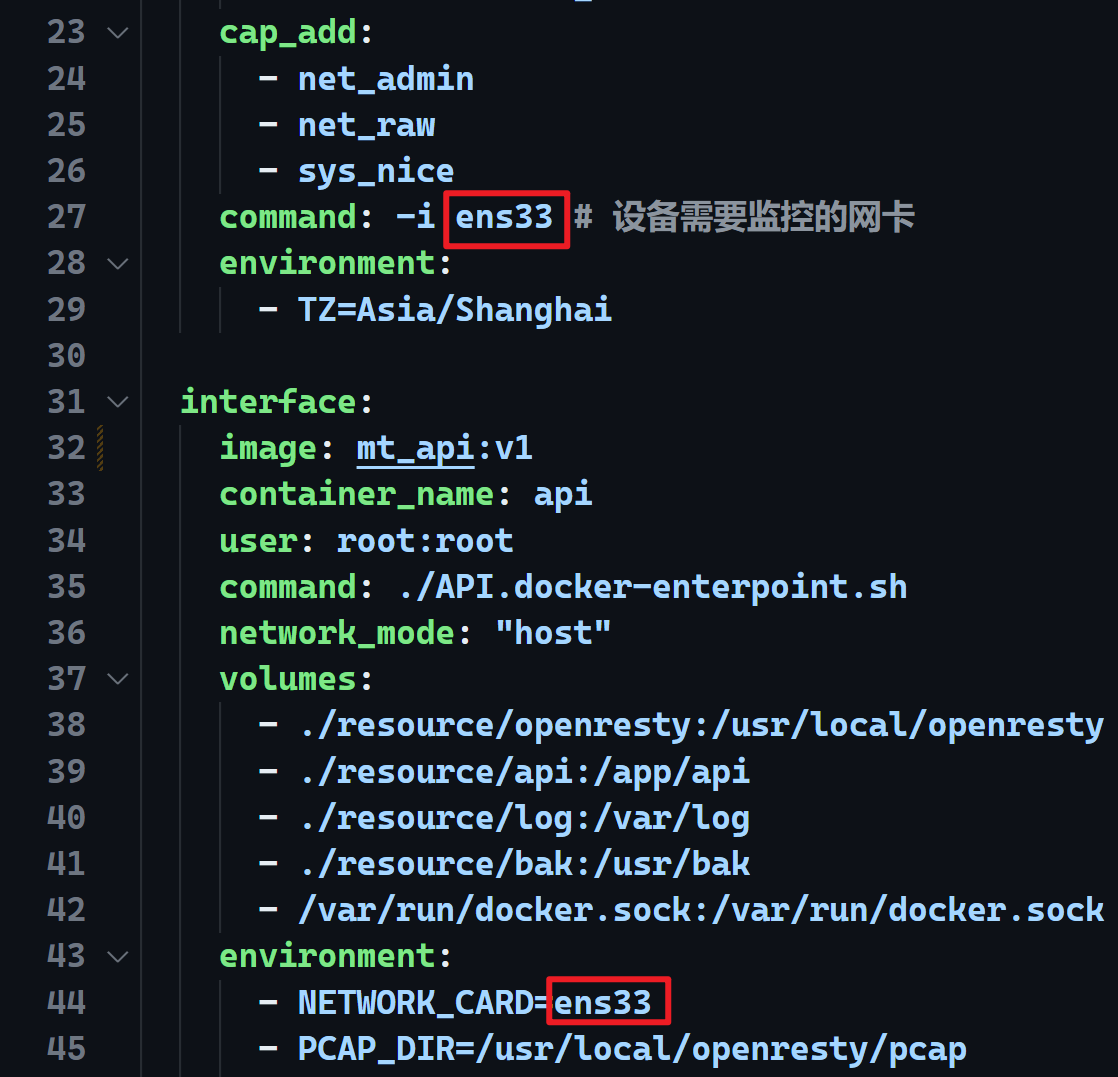 23 cap_add:
24 - net_admin
25 - net_raw
26 - sys_nice
27 command: -i ens33 # 设备需要监控的网卡
28 environment:
29 - TZ=Asia/Shanghai
30
31 interface:
32 image: mt_api:v1
33 container_name: api
34 user: root:root
35 command: ./API.docker-enterpoint.sh
36 network_mode: "host"
37 volumes:
38 - ./resource/openresty:/usr/local/openresty
39 - ./resource/api:/app/api
40 - ./resource/log:/var/log
41 - ./resource/bak:/usr/bak
42 - /var/run/docker.sock:/var/run/docker.sock
43 environment:
44 - NETWORK_CARD=ens33
45 - PCAP_DIR=/usr/local/openresty/pcap